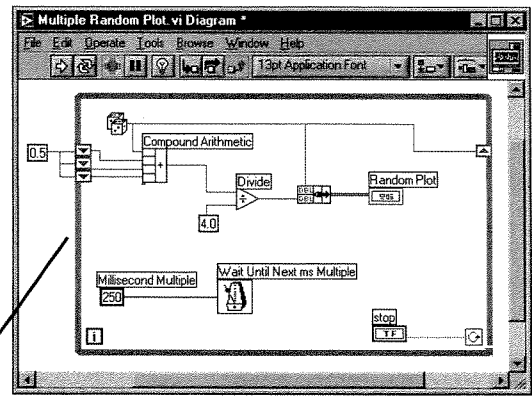 Multiple Random Plot.vi Diagram *
File Edit Operate Tools Browse Window Help
13pt Application Font
Compound Arithmetic
0.5
+
Divide
÷
Random Plot
4.0
Millisecond Multiple
Wait Until Next ms Multiple
250
stop
TF
i